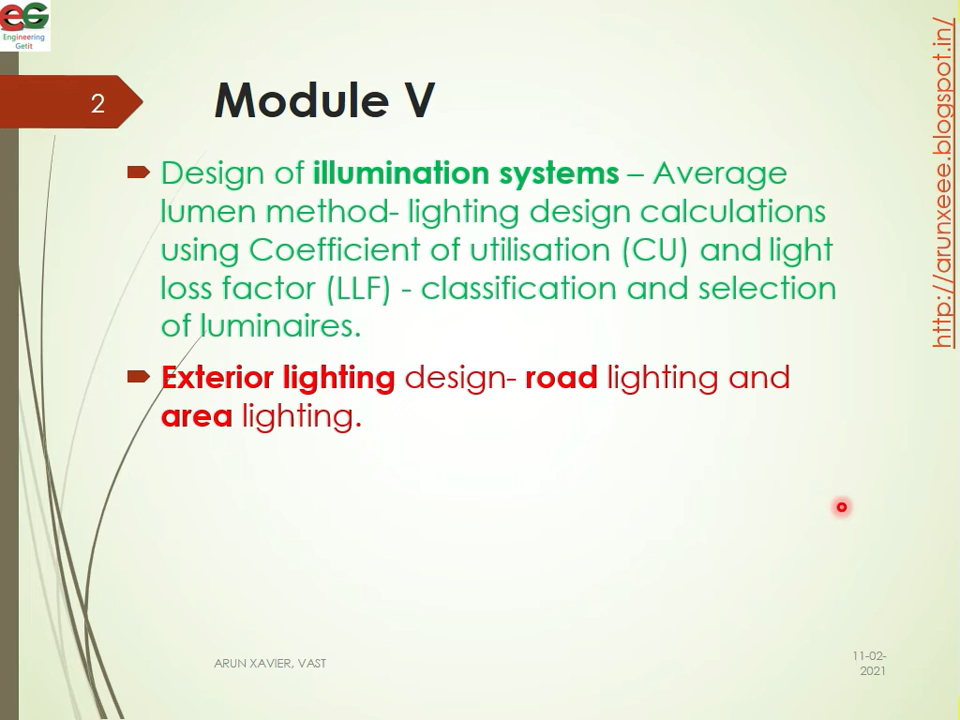 eG
Engineering
Getit
2
Module V
Design of illumination systems – Average
lumen method- lighting design calculations
using Coefficient of utilisation (CU) and light
loss factor (LLF) - classification and selection
of luminaires.
Exterior lighting design- road lighting and
area lighting.
http://arunxeee.blogspot.in/
ARUN XAVIER, VAST
11-02-
2021